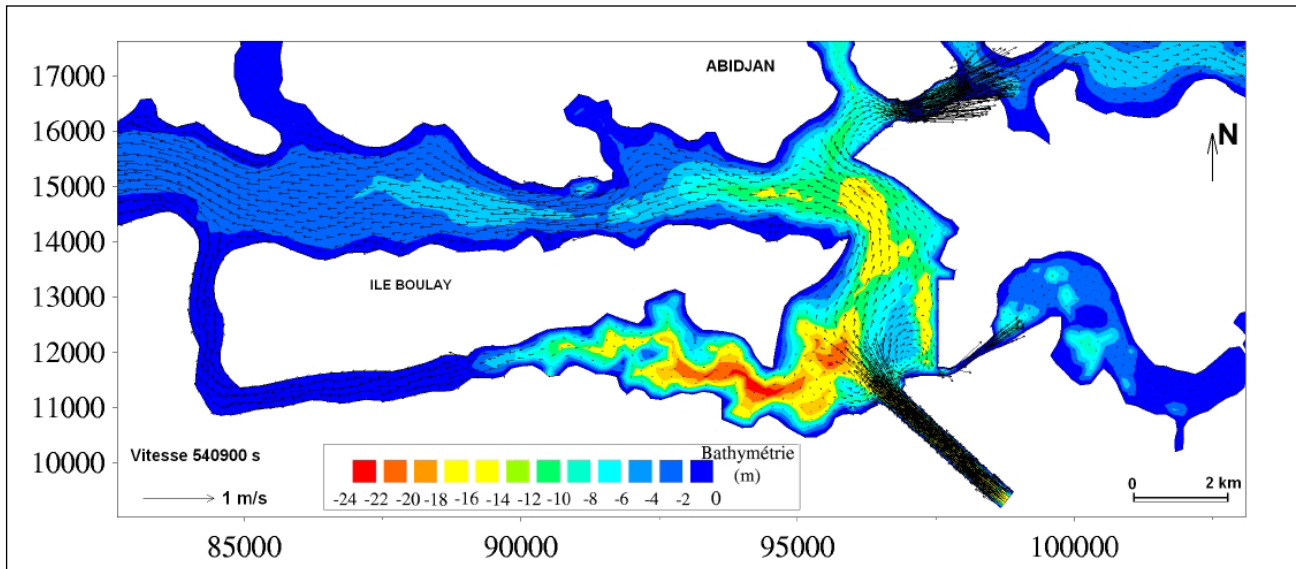 17000
16000
15000
14000
13000
12000
11000
10000
ABIDJAN
N
ILE BOULAY
Vitesse 540900 s
1 m/s
Bathymétrie
(m)
-24 -22 -20 -18 -16 -14 -12 -10 -8 -6 -4 -2 0
0 2 km
85000 90000 95000 100000